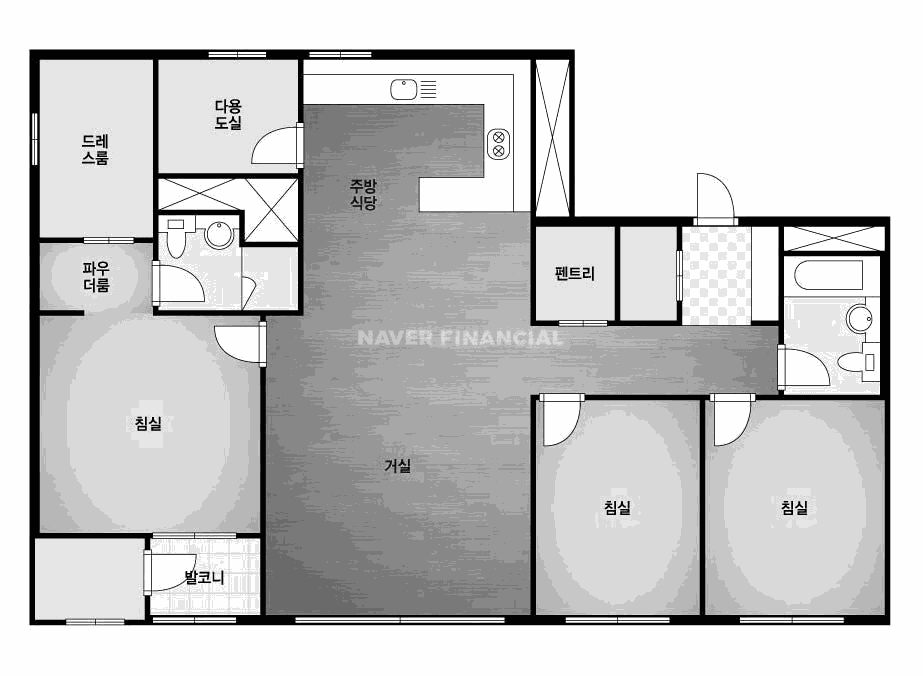 다용
도실
드레
스룸
주방
식당
파우
더룸
펜트리
NAVER FINANCIAL
침실
거실
침실
침실
발코니